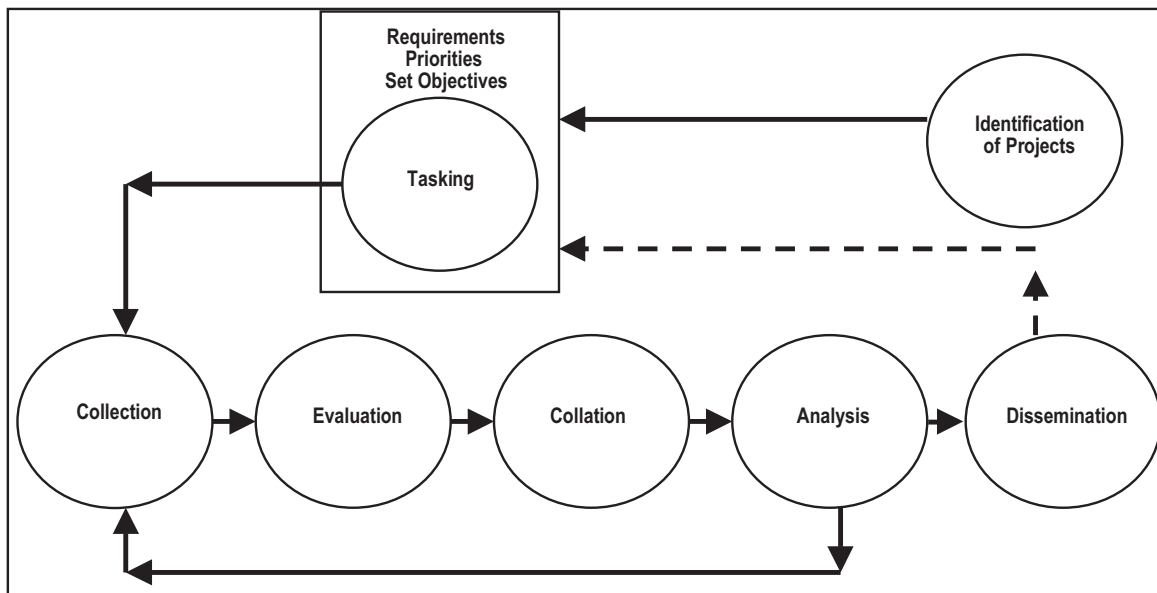 Requirements
Priorities
Set Objectives
Identification
of Projects
Tasking
Collection
Evaluation
Collation
Analysis
Dissemination